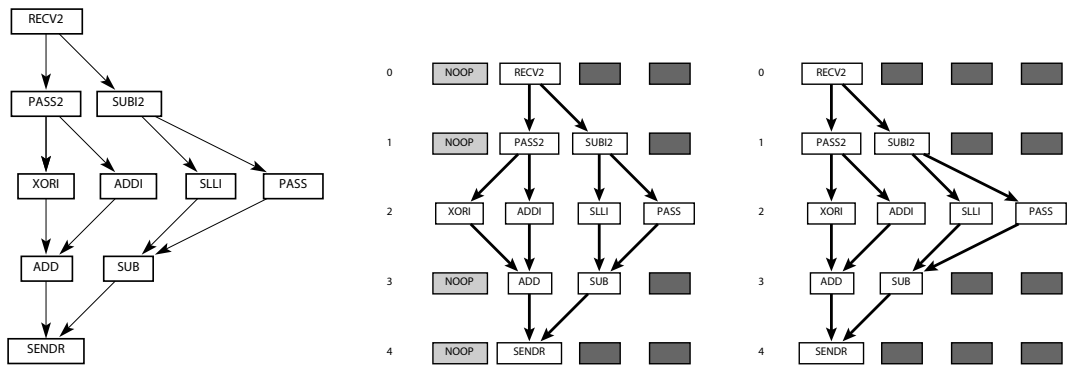 RECV2
PASS2 SUBI2
XORI ADDI SLLI PASS
ADD SUB
SENDR
0 NOOP RECV2
1 NOOP PASS2 SUBI2
2 XORI ADDI SLLI PASS
3 NOOP ADD SUB
4 NOOP SENDR
0 RECV2
1 PASS2 SUBI2
2 XORI ADDI SLLI PASS
3 ADD SUB
4 SENDR